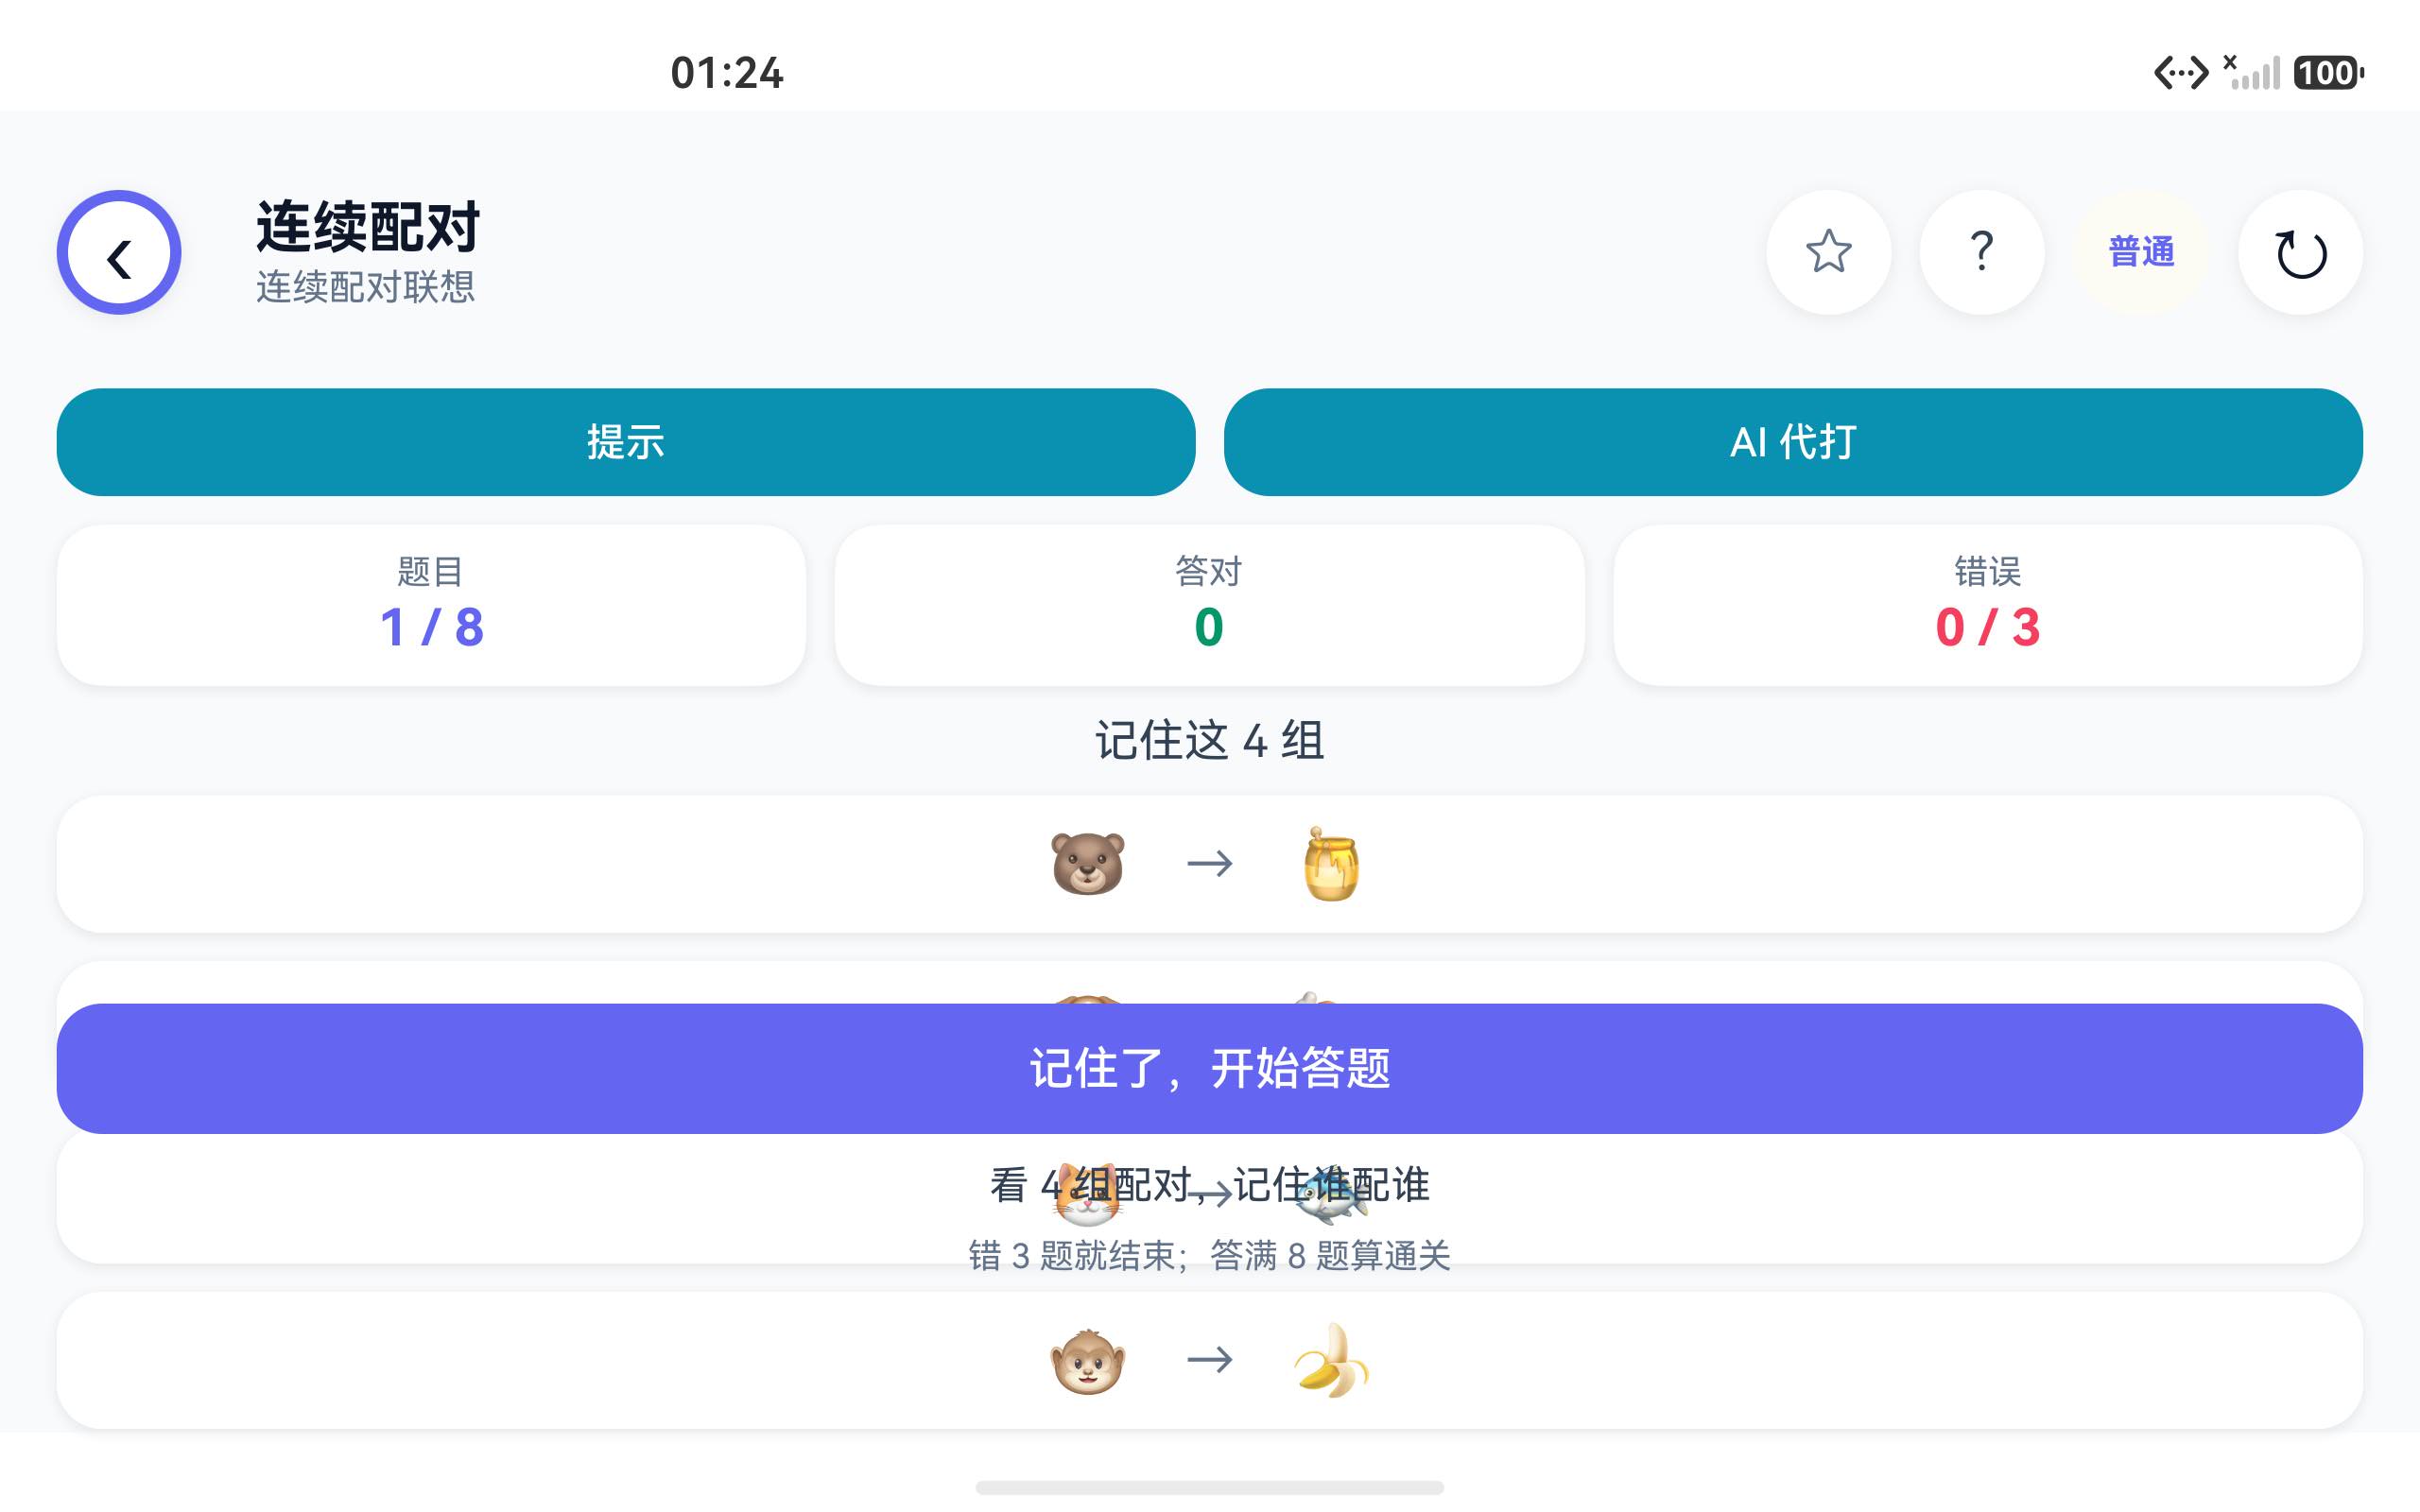 01:24
100
连续配对
连续配对联想
?
普通
提示
AI 代打
题目
1 / 8
答对
0
错误
0 / 3
记住这 4 组
记住了，开始答题
看 4 组配对，记住谁配谁
错 3 题就结束；答满 8 题算通关